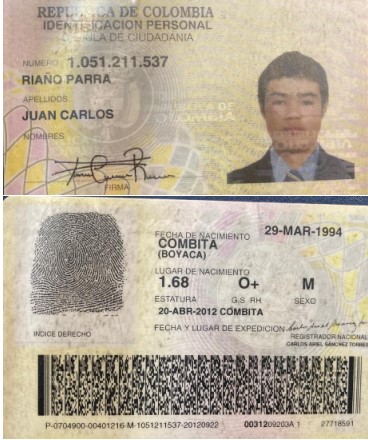 REPUBLICA DE COLOMBIA
IDENTIFICACION PERSONAL
CEDULA DE CIUDADANIA
NUMERO 1.051.211.537
RIAÑO PARRA
APELLIDOS
JUAN CARLOS
NOMBRES
FIRMA
FECHA DE NACIMIENTO 29-MAR-1994
COMBITA
(BOYACA)
LUGAR DE NACIMIENTO
1.68 O+ M
ESTATURA G.S. RH SEXO
20-ABR-2012 COMBITA
FECHA Y LUGAR DE EXPEDICION
INDICE DERECHO
REGISTRADOR NACIONAL
CARLOS ARIEL SÁNCHEZ TORRES
P-0704900-00401216-M-1051211537-20120922 0031209203A 1 27718591